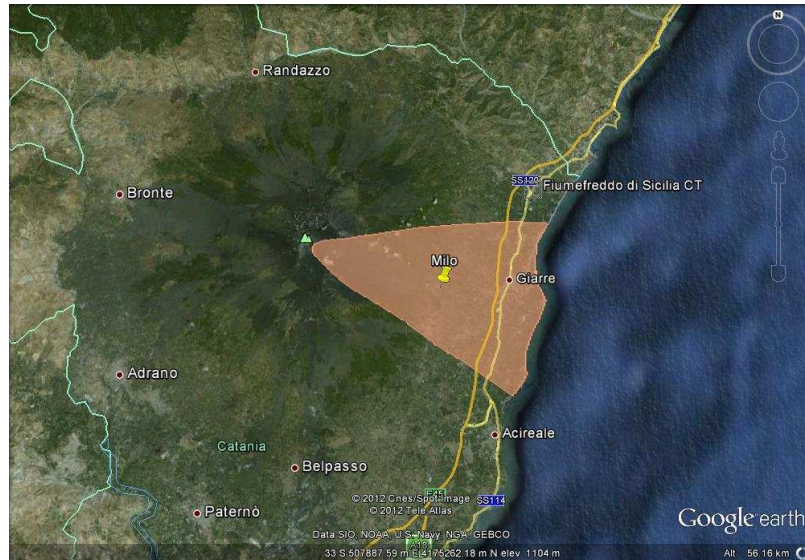 N
Randazzo
SS120
Fiumefreddo di Sicilia CT
Bronte
Milo
Giarre
Adrano
Acireale
Catania
Belpasso
Paternò
E45
SS114
© 2012 Cnes/Spot Image
© 2012 Tele Atlas
Data SIO, NOAA, U.S. Navy, NGA, GEBCO
Google earth
33 S 507887.59 m E 4175262.18 m N elev 1104 m
Alt 56.16 km